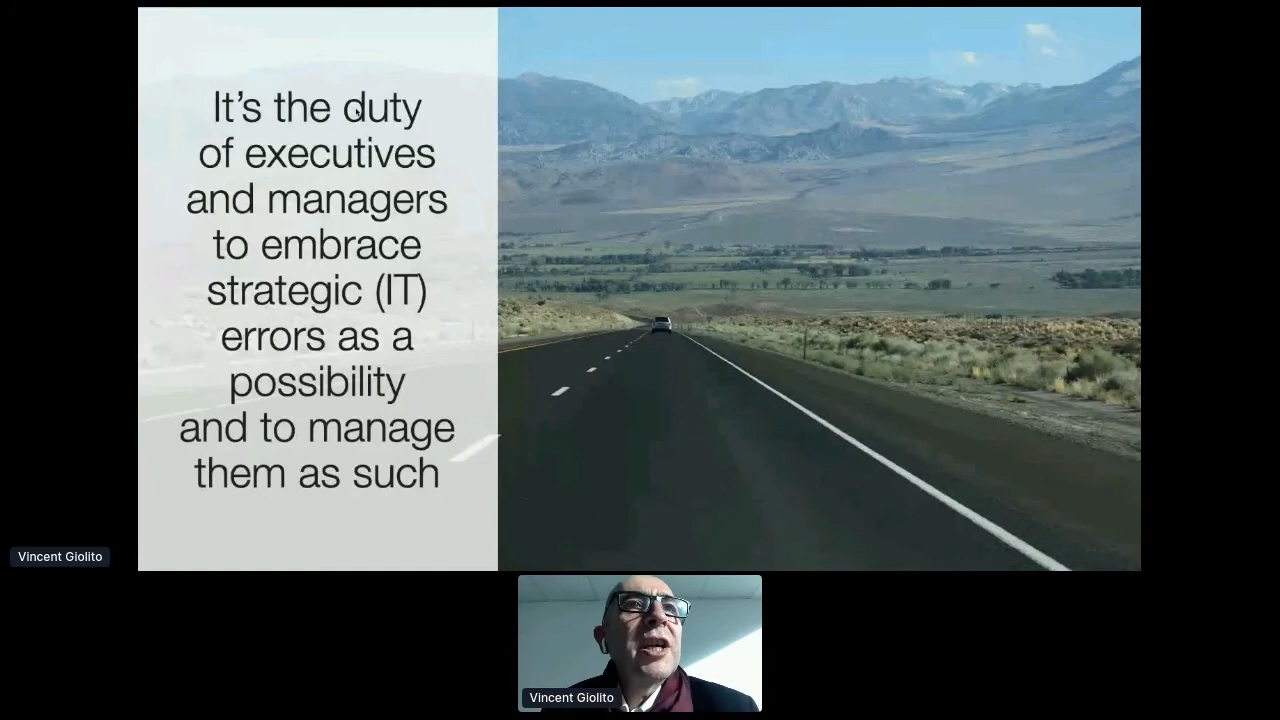 It's the duty
of executives
and managers
to embrace
strategic (IT)
errors as a
possibility
and to manage
them as such
Vincent Giolito
Vincent Giolito